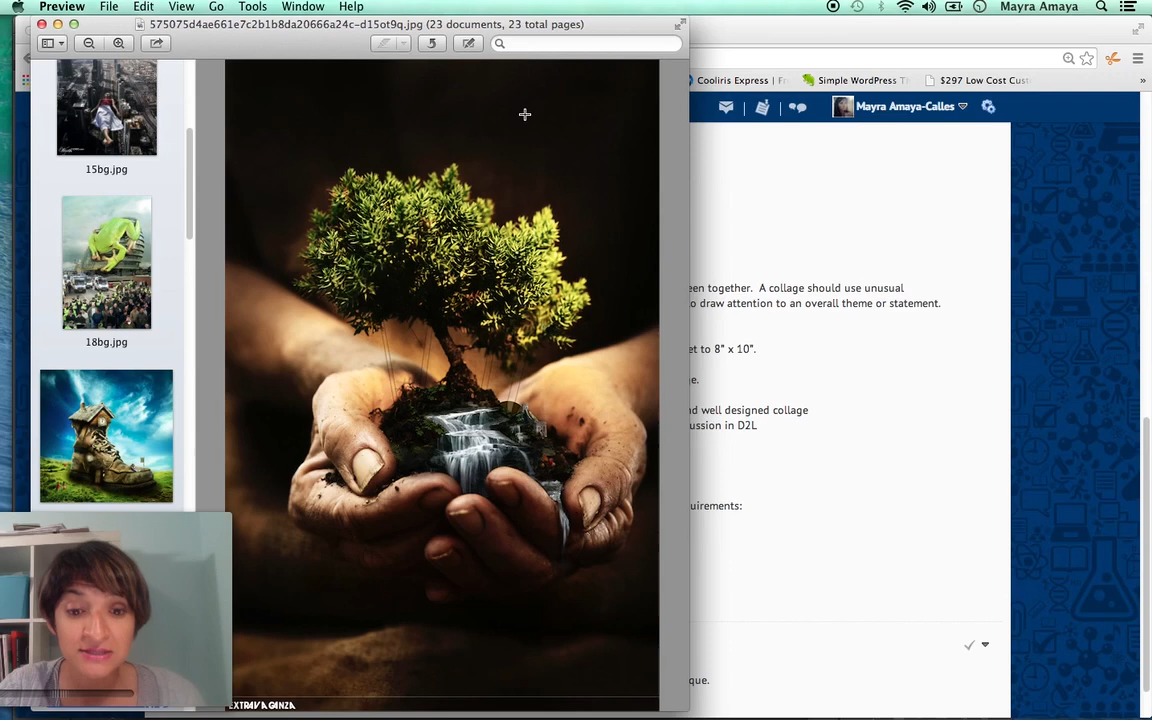 Preview File Edit View Go Tools Window Help Mayra Amaya
575075d4ae661e7c2b1b8da20666a24c-d15ot9q.jpg (23 documents, 23 total pages)
Cooliris Express | Fr
Simple WordPress T
$297 Low Cost Cust
»
Mayra Amaya-Calles
15bg.jpg
18bg.jpg
een together. A collage should use unusual
o draw attention to an overall theme or statement.
et to 8" x 10".
ge.
nd well designed collage
ussion in D2L
uirements:
que.
EXTRAVAGANZA